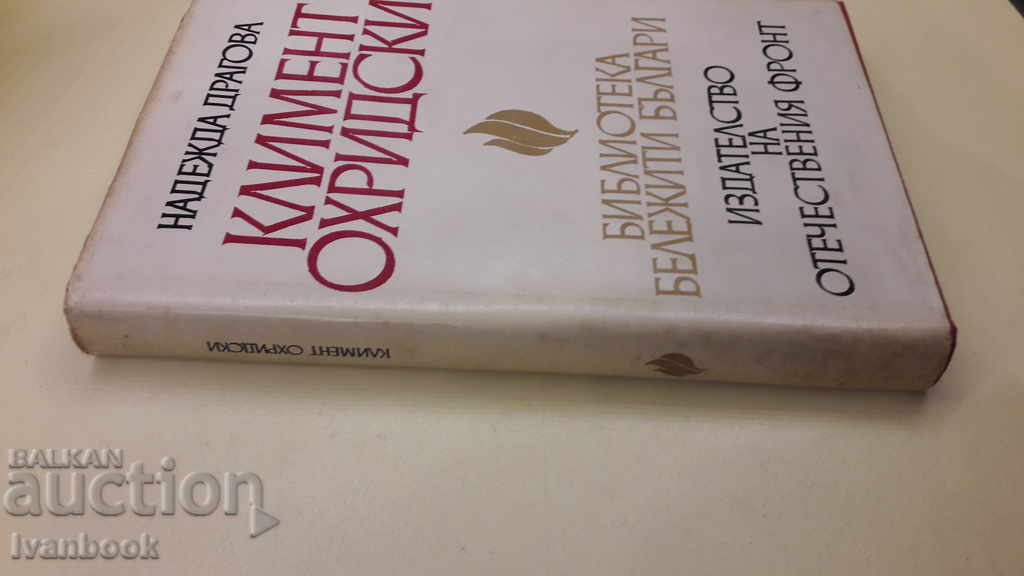 НАДЕЖДА ДРАГОВА
КЛИМЕНТ
ОХРИДСКИ
БИБЛИОТЕКА
БЕЛЕЖИТИ БЪЛГАРИ
ИЗДАТЕЛСТВО
НА
ОТЕЧЕСТВЕНИЯ ФРОНТ
КЛИМЕНТ ОХРИДСКИ
BALKAN
auction
Ivanbook